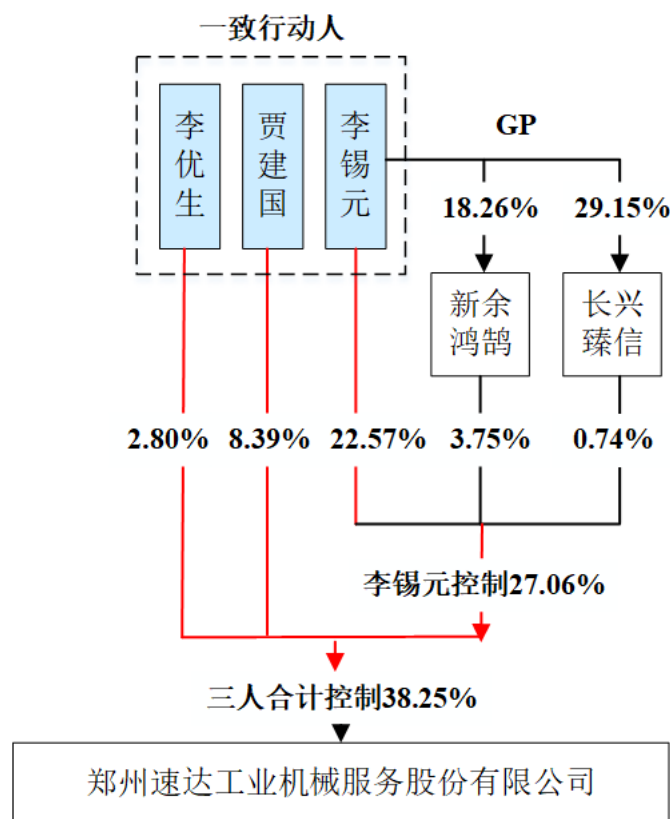 一致行动人
李优生
贾建国
李锡元
GP
18.26%
29.15%
新余
鸿鹄
长兴
臻信
2.80%
8.39%
22.57%
3.75%
0.74%
李锡元控制27.06%
三人合计控制38.25%
郑州速达工业机械服务股份有限公司